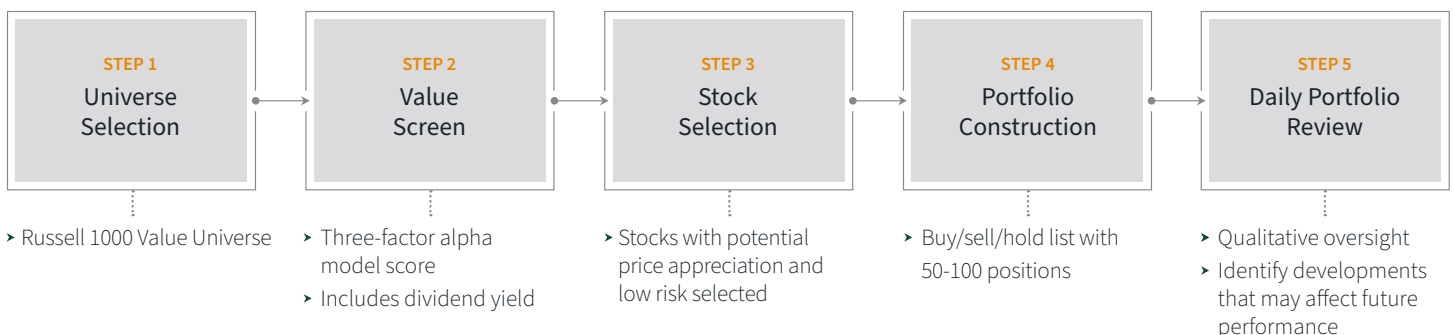 STEP 1
Universe
Selection
STEP 2
Value
Screen
STEP 3
Stock
Selection
STEP 4
Portfolio
Construction
STEP 5
Daily Portfolio
Review
➤ Russell 1000 Value Universe
➤ Three-factor alpha
model score
➤ Includes dividend yield
➤ Stocks with potential
price appreciation and
low risk selected
➤ Buy/sell/hold list with
50-100 positions
➤ Qualitative oversight
➤ Identify developments
that may affect future
performance